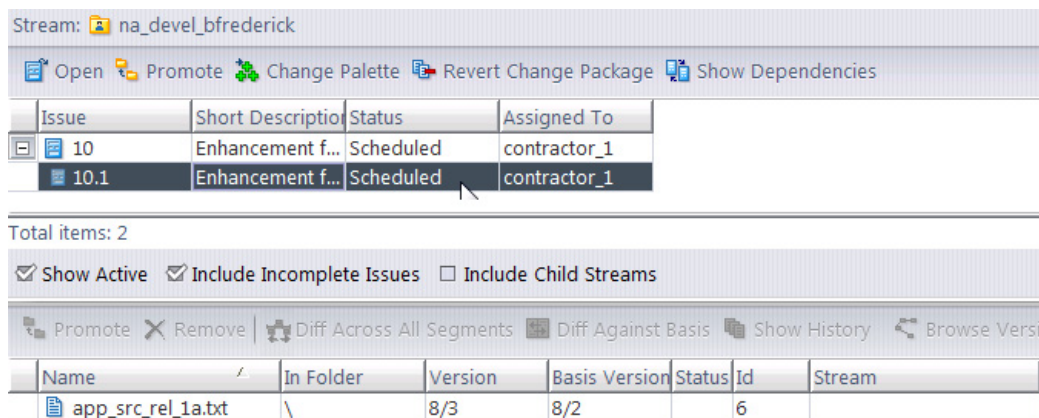 Stream: na_devel_bfrederick
Open Promote Change Palette Revert Change Package Show Dependencies
Issue Short Description Status Assigned To
10 Enhancement f... Scheduled contractor_1
10.1 Enhancement f... Scheduled contractor_1
Total items: 2
Show Active Include Incomplete Issues Include Child Streams
Promote Remove Diff Across All Segments Diff Against Basis Show History Browse Versi
Name In Folder Version Basis Version Status Id Stream
app_src_rel_1a.txt \ 8/3 8/2 6